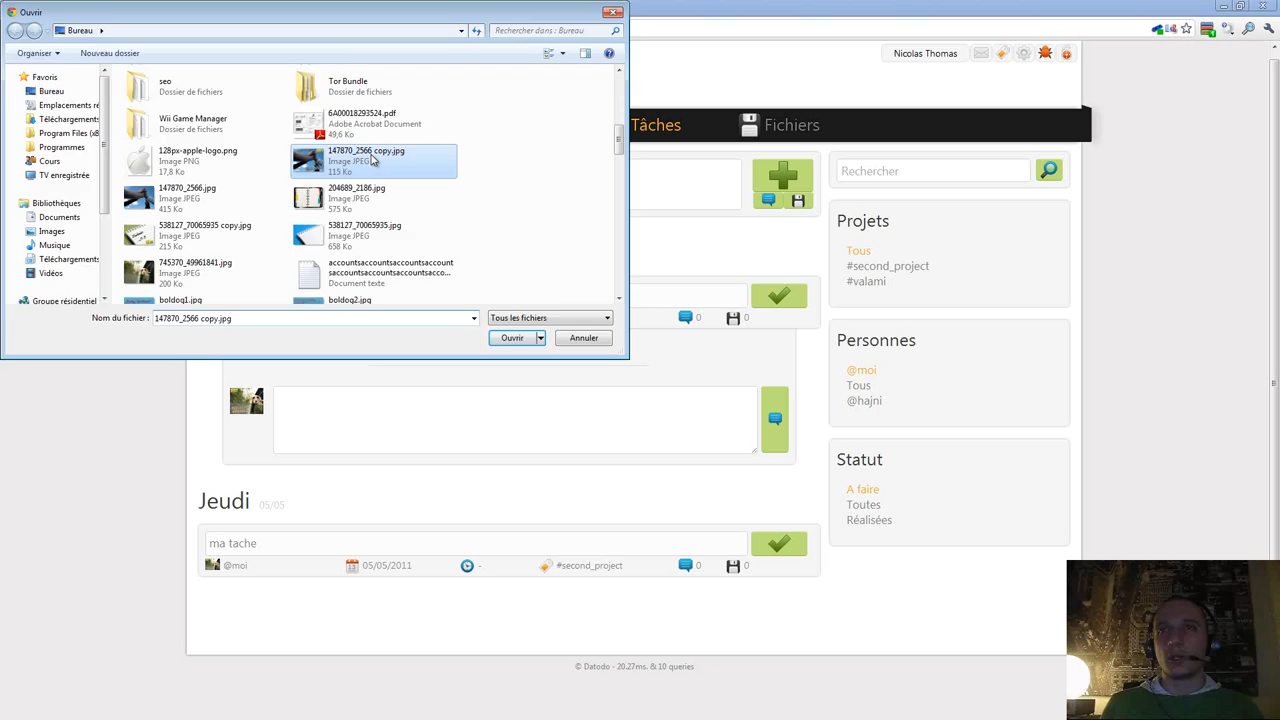 Ouvrir
Bureau
Rechercher dans : Bureau
Organiser
Nouveau dossier
Favoris
Bureau
Emplacements ré
Téléchargements
Program Files (x8
Programmes
Cours
TV enregistrée
Bibliothèques
Documents
Images
Musique
Téléchargements
Vidéos
Groupe résidentiel
seo
Dossier de fichiers
Tor Bundle
Dossier de fichiers
Wii Game Manager
Dossier de fichiers
6A00018293524.pdf
Adobe Acrobat Document
49,6 Ko
128px-apple-logo.png
Image PNG
17,8 Ko
147870_2566 copy.jpg
Image JPEG
115 Ko
147870_2566.jpg
Image JPEG
415 Ko
204689_2186.jpg
Image JPEG
575 Ko
538127_70065935 copy.jpg
Image JPEG
215 Ko
538127_70065935.jpg
Image JPEG
658 Ko
745370_49961841.jpg
Image JPEG
200 Ko
accountsaccountsaccountsaccount
saccountsaccountsaccountsacco...
Document texte
boldoq1.jpg
boldoq2.jpg
Nom du fichier :
147870_2566 copy.jpg
Tous les fichiers
Ouvrir
Annuler
Nicolas Thomas
Tâches
Fichiers
Rechercher
Projets
Tous
#second_project
#valami
0
0
Personnes
@moi
Tous
@hajni
Statut
A faire
Toutes
Réalisées
Jeudi 05/05
ma tache
@moi
13
05/05/2011
-
#second_project
0
0
© Datodo - 20.27ms. & 10 queries